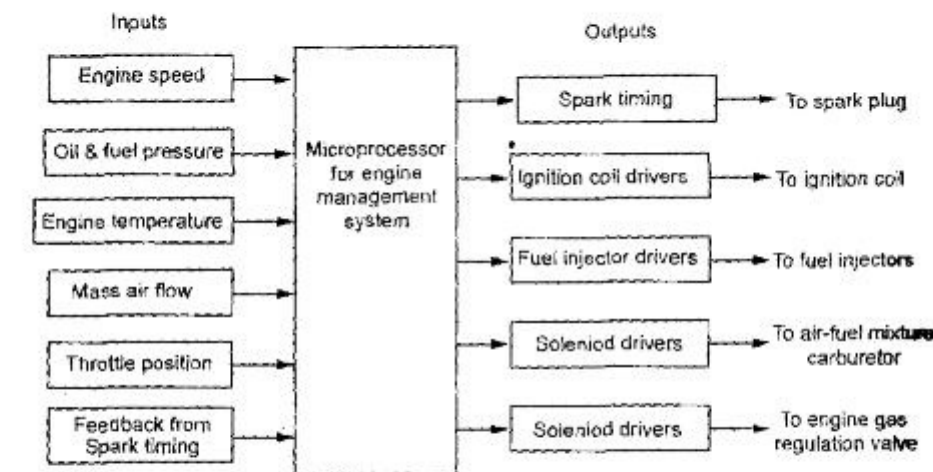 Inputs
Outputs
Engine speed
Oil & fuel pressure
Engine temperature
Mass air flow
Throttle position
Feedback from
Spark timing
Microprocessor
for engine
management
system
Spark timing
To spark plug
Ignition coil drivers
To ignition coil
Fuel injector drivers
To fuel injectors
Soleniod drivers
To air-fuel mixture
carburetor
Soleniod drivers
To engine gas
regulation valve